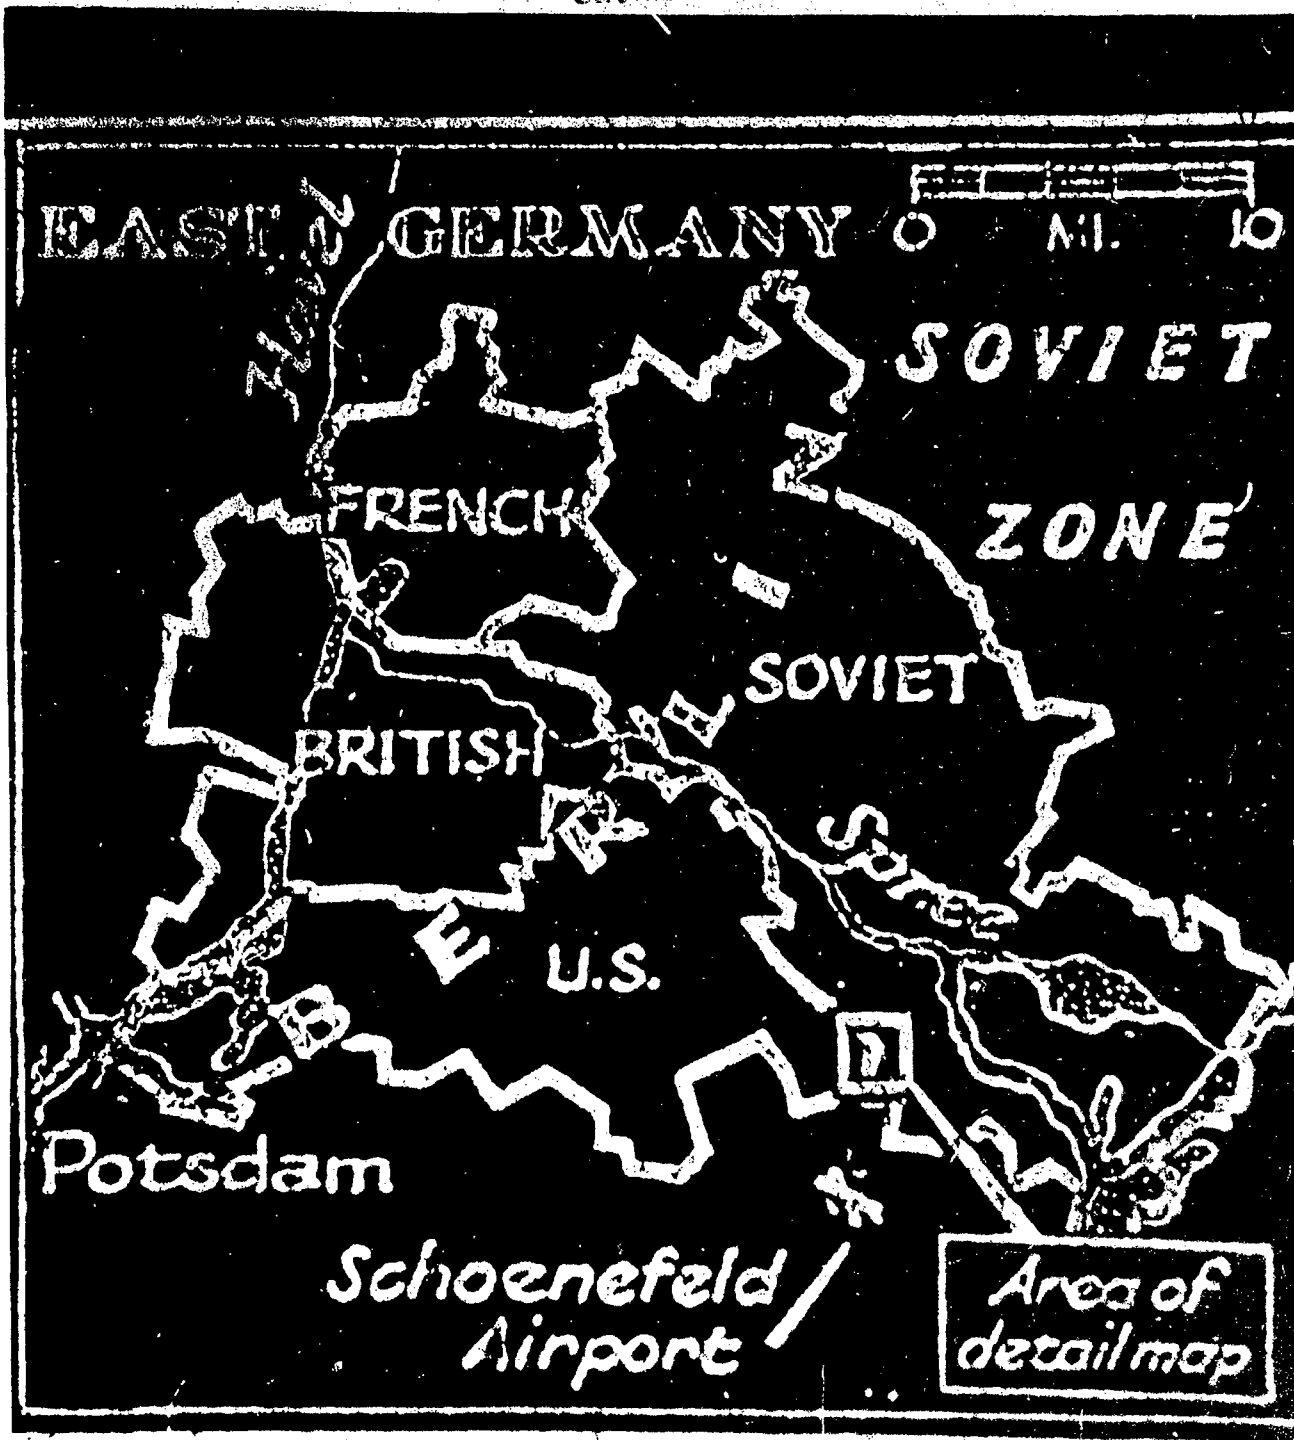 EAST GERMANY
0 MI. 10
Havel
SOVIET
ZONE
FRENCH
SOVIET
BRITISH
BERLIN
Spree
U.S.
Potsdam
Schoenefeld
Airport
Area of
detail map